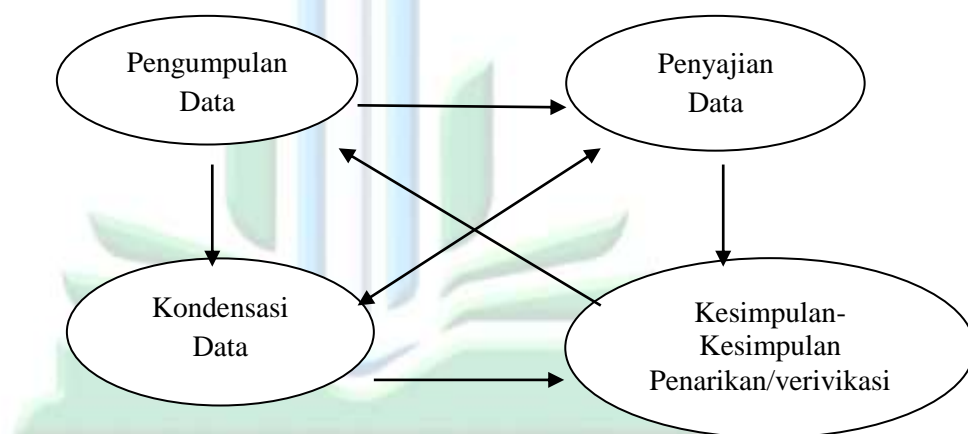 Pengumpulan
Data
Penyajian
Data
Kondensasi
Data
Kesimpulan-
Kesimpulan
Penarikan/verivikasi